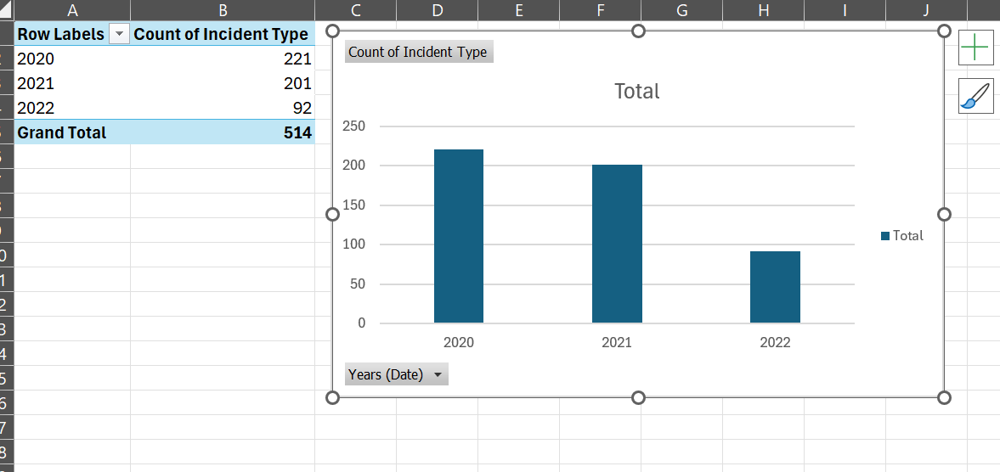 A B C D E F G H I J
Row Labels Count of Incident Type
2020 221
2021 201
2022 92
Grand Total 514
Count of Incident Type
Total
250
200
150
100
50
0
2020 2021 2022
Total
Years (Date)